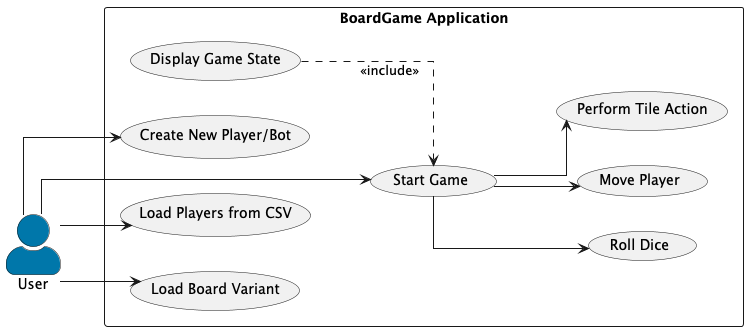 BoardGame Application
Display Game State
«include»
Create New Player/Bot
Perform Tile Action
Start Game
Move Player
Load Players from CSV
Roll Dice
User
Load Board Variant